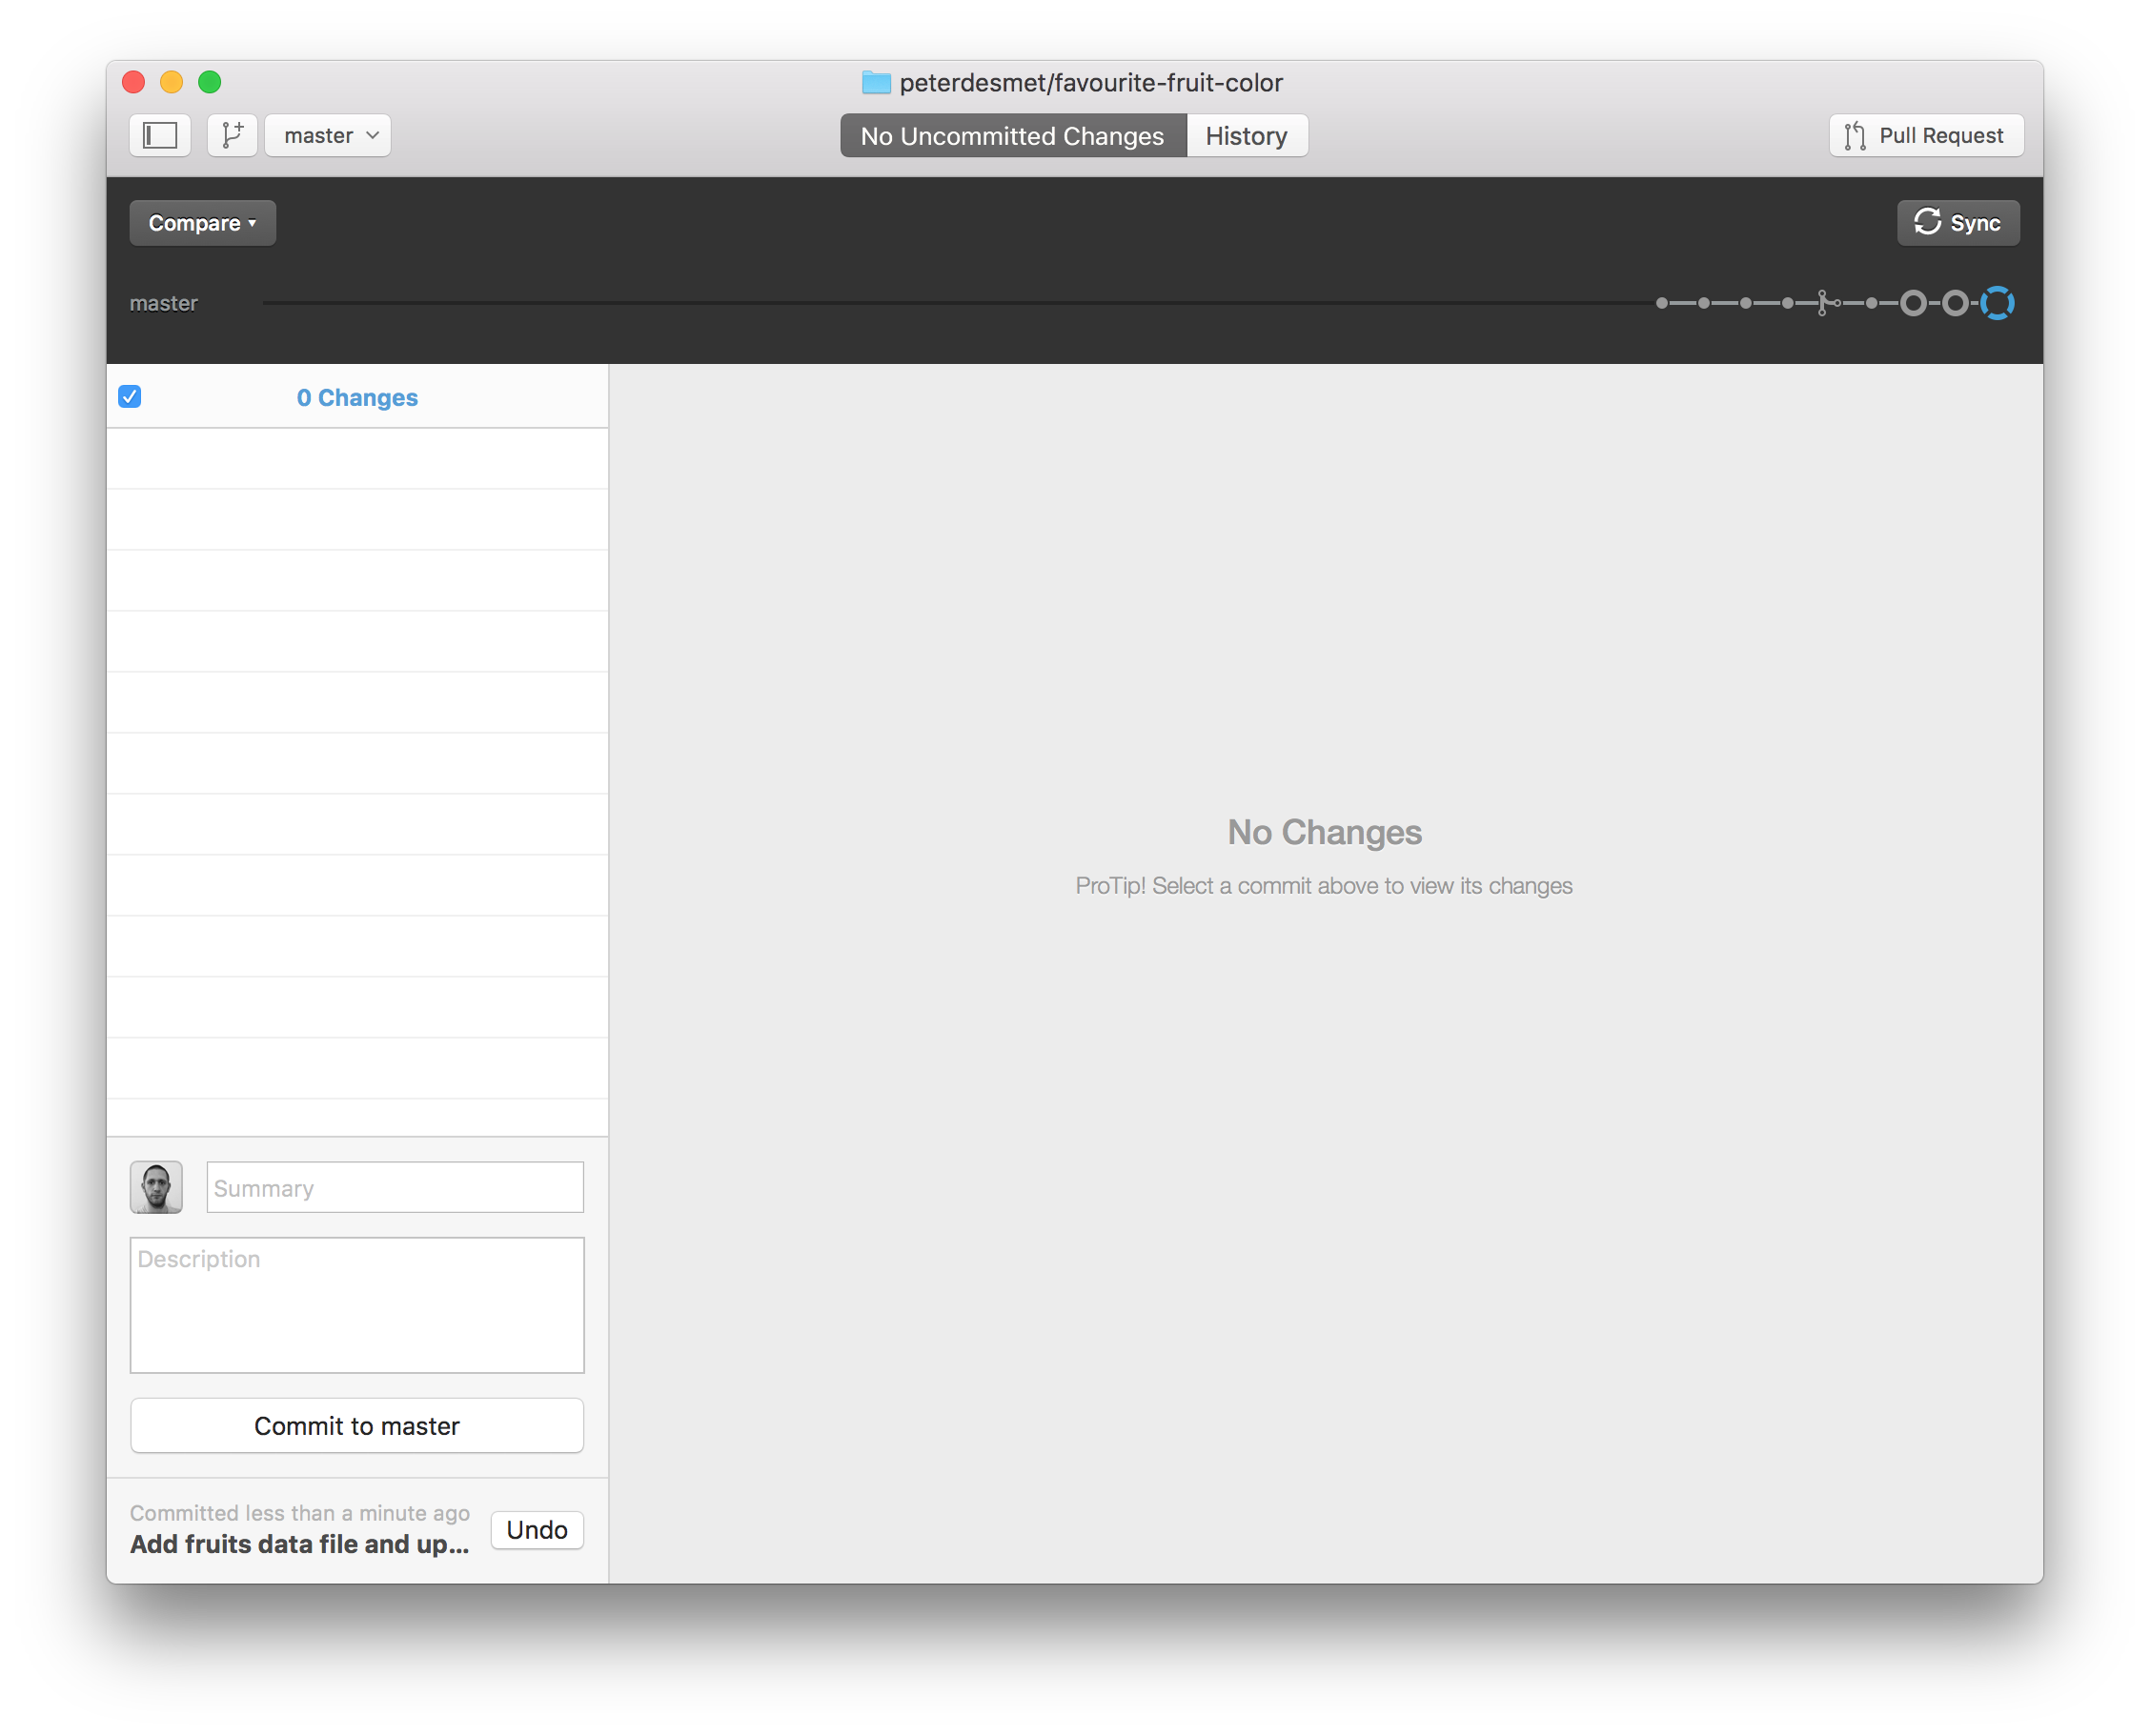 peterdesmet/favourite-fruit-color
master
No Uncommitted Changes
History
Pull Request
Compare
Sync
master
0 Changes
No Changes
ProTip! Select a commit above to view its changes
Summary
Description
Commit to master
Committed less than a minute ago
Add fruits data file and up...
Undo